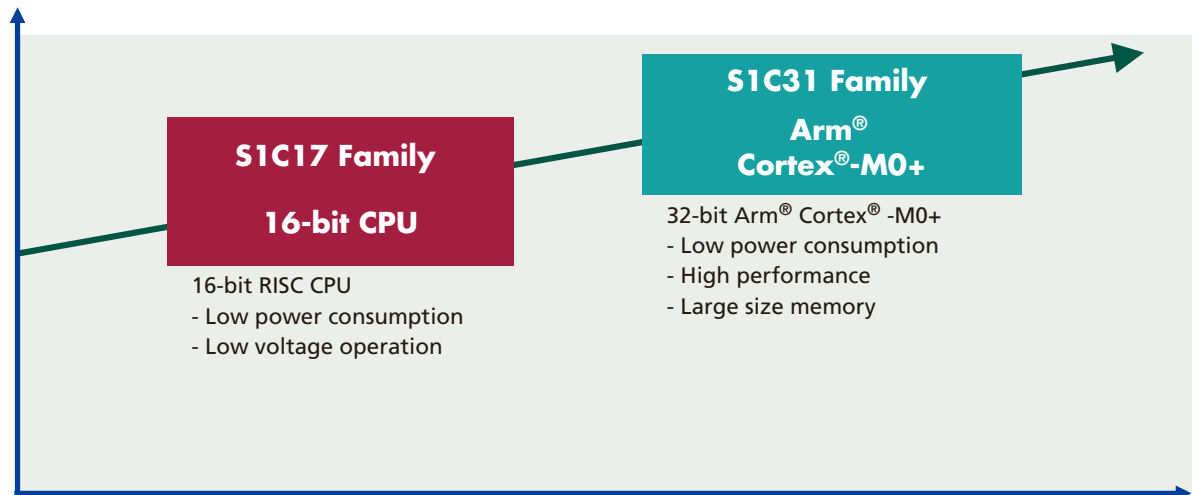 S1C17 Family
16-bit CPU
16-bit RISC CPU
- Low power consumption
- Low voltage operation
S1C31 Family
Arm®
Cortex®-M0+
32-bit Arm® Cortex® -M0+
- Low power consumption
- High performance
- Large size memory